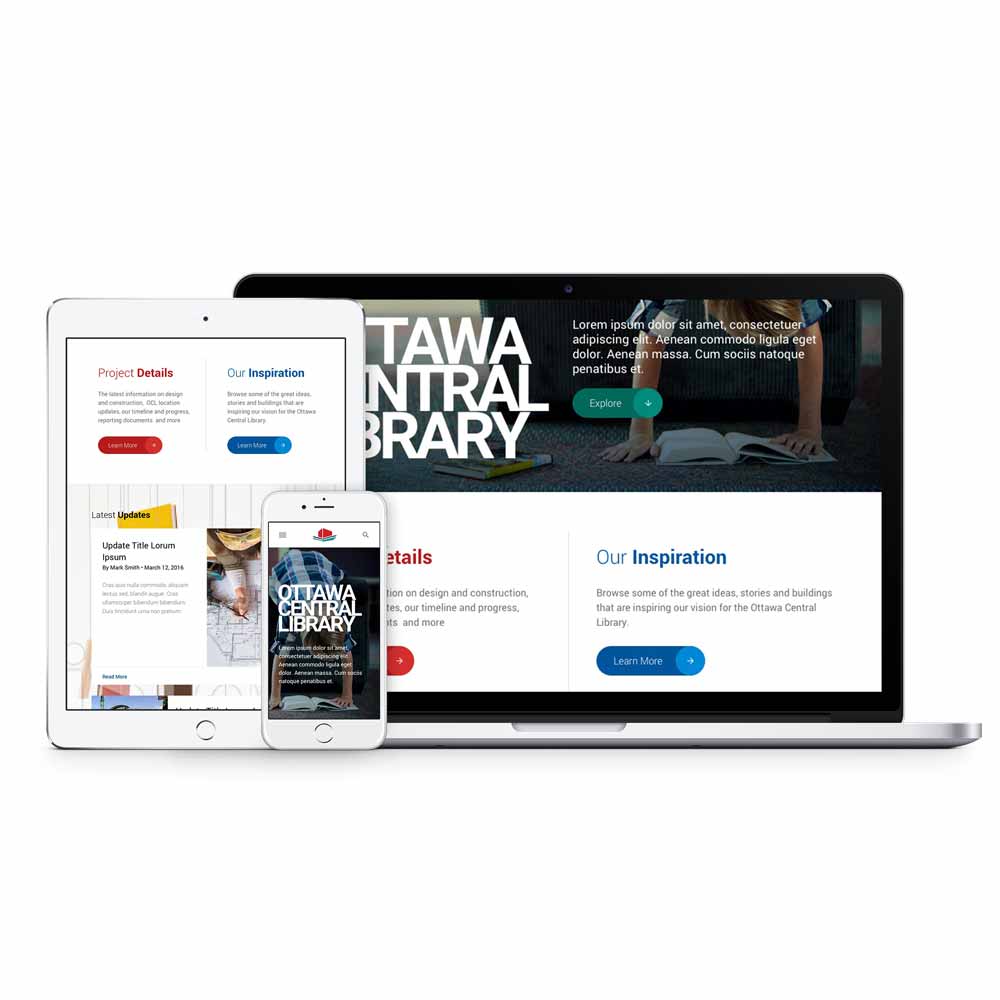 Project Details
The latest information on design
and construction, OCL location
updates, our timeline and progress,
reporting documents and more
Learn More
Our Inspiration
Browse some of the great ideas,
stories and buildings that are
inspiring our vision for the Ottawa
Central Library.
Learn More
Latest Updates
Update Title Lorum
Ipsum
By Mark Smith • March 12, 2016
Cras quis nulla commodo, aliquam
lectus sed, blandit augue. Cras
ullamcorper bibendum bibendum.
Duis tincidunt urna non pretium
Read More
OTTAWA
CENTRAL
LIBRARY
Lorem ipsum dolor sit amet,
consectetuer adipiscing elit.
Aenean commodo ligula eget
dolor. Aenean massa. Cum sociis
natoque penatibus et.
TTAWA
ENTRAL
BRARY
Lorem ipsum dolor sit amet, consectetuer
adipiscing elit. Aenean commodo ligula eget
dolor. Aenean massa. Cum sociis natoque
penatibus et.
Explore
etails
tion on design and construction,
tes, our timeline and progress,
nts and more
Our Inspiration
Browse some of the great ideas, stories and buildings
that are inspiring our vision for the Ottawa Central
Library.
Learn More